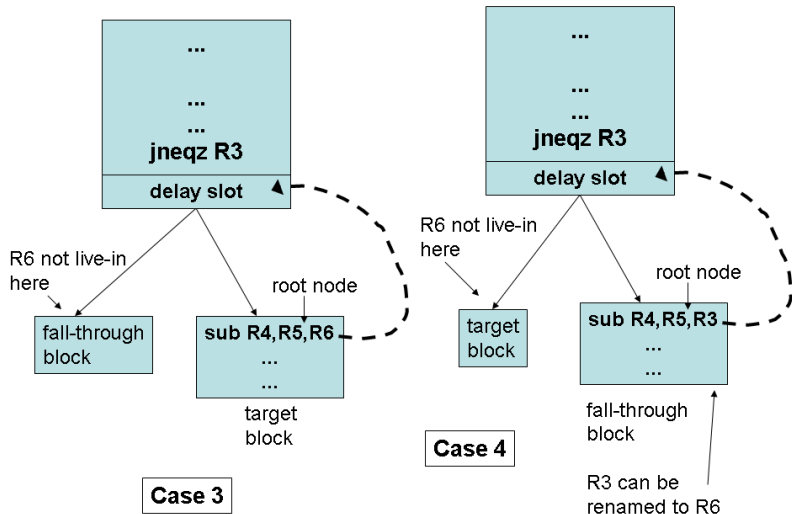 ...
...
...
jneqz R3
delay slot
R6 not live-in
here
root node
fall-through
block
sub R4,R5,R6
...
...
target
block
Case 3
...
...
...
jneqz R3
delay slot
R6 not live-in
here
root node
target
block
sub R4,R5,R3
...
...
fall-through
block
Case 4
R3 can be
renamed to R6